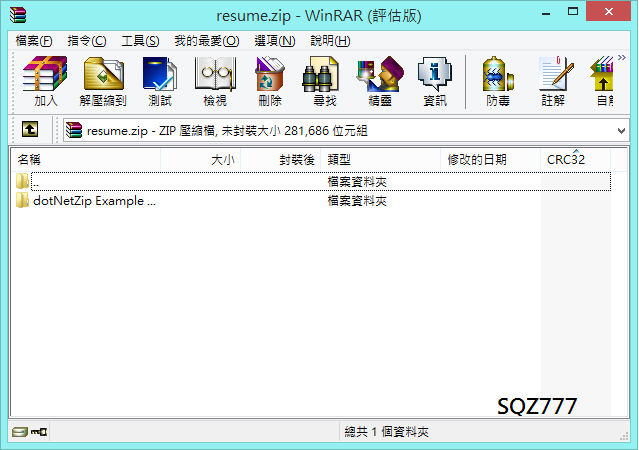 resume.zip - WinRAR (評估版)
檔案(F) 指令(C) 工具(S) 我的最愛(O) 選項(N) 說明(H)
加入 解壓縮到 測試 檢視 刪除 尋找 精靈 資訊 防毒 註解 自解
resume.zip - ZIP 壓縮檔, 未封裝大小 281,686 位元組
名稱 大小 封裝後 類型 修改的日期 CRC32
.. 檔案資料夾
dotNetZip Example ... 檔案資料夾
SQZ777
總共 1 個資料夾